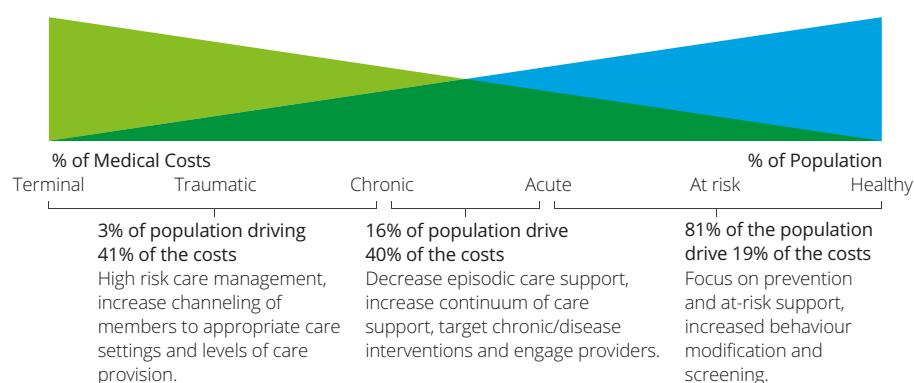 % of Medical Costs
% of Population
Terminal
Traumatic
Chronic
Acute
At risk
Healthy
3% of population driving
41% of the costs
High risk care management,
increase channeling of
members to appropriate care
settings and levels of care
provision.
16% of population drive
40% of the costs
Decrease episodic care support,
increase continuum of care
support, target chronic/disease
interventions and engage providers.
81% of the population
drive 19% of the costs
Focus on prevention
and at-risk support,
increased behaviour
modification and
screening.